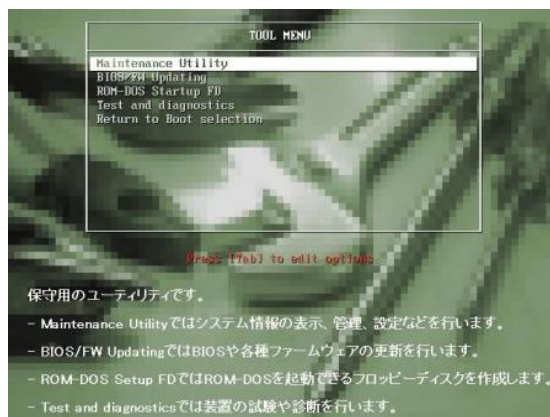 TOOL MENU
Maintenance Utility
BIOS/FW Updating
ROM-DOS Startup FD
Test and diagnostics
Return to Boot selection
Press [Tab] to edit options
保守用のユーティリティです。
- Maintenance Utilityではシステム情報の表示、管理、設定などを行います。
- BIOS/FW UpdatingではBIOSや各種ファームウェアの更新を行います。
- ROM-DOS Setup FDではROM-DOSを起動できるフロッピーディスクを作成します。
- Test and diagnosticsでは装置の試験や診断を行います。